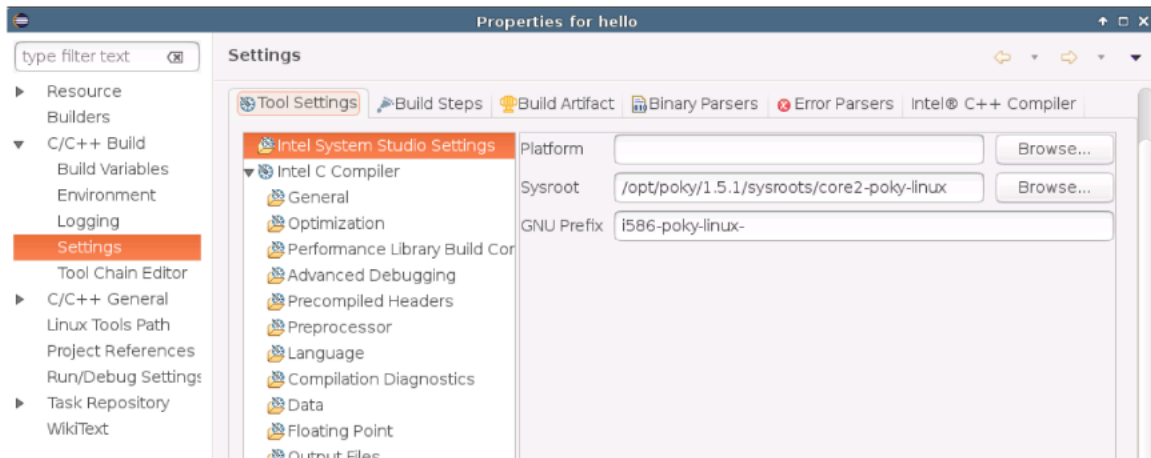 Properties for hello
type filter text
Resource
Builders
C/C++ Build
Build Variables
Environment
Logging
Settings
Tool Chain Editor
C/C++ General
Linux Tools Path
Project References
Run/Debug Settings
Task Repository
WikiText
Settings
Tool Settings Build Steps Build Artifact Binary Parsers Error Parsers Intel® C++ Compiler
Intel System Studio Settings
Intel C Compiler
General
Optimization
Performance Library Build Cor
Advanced Debugging
Precompiled Headers
Preprocessor
Language
Compilation Diagnostics
Data
Floating Point
Output Files
Platform Browse...
Sysroot /opt/poky/1.5.1/sysroots/core2-poky-linux Browse...
GNU Prefix i586-poky-linux-